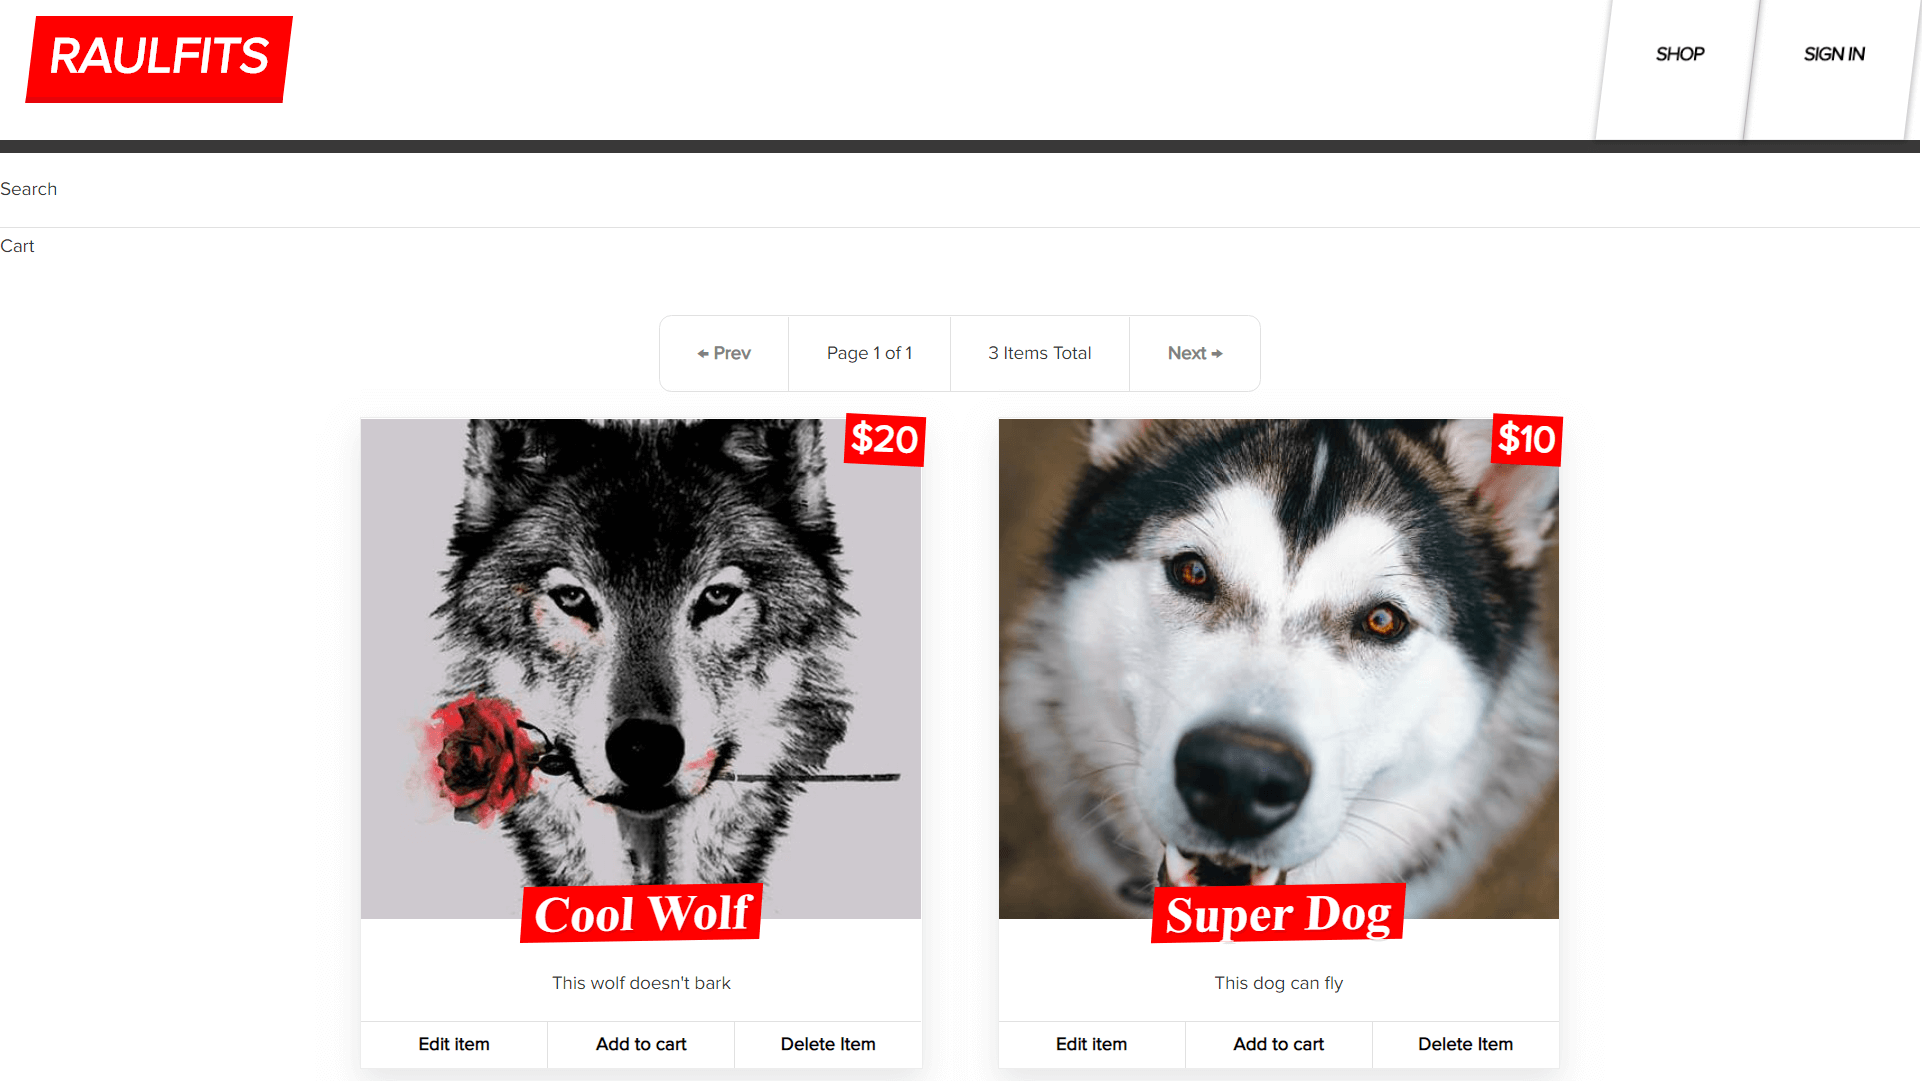 RAULFITS
SHOP
SIGN IN
Search
Cart
← Prev
Page 1 of 1
3 Items Total
Next →
$20
$10
Cool Wolf
Super Dog
This wolf doesn't bark
This dog can fly
Edit item
Add to cart
Delete Item
Edit item
Add to cart
Delete Item